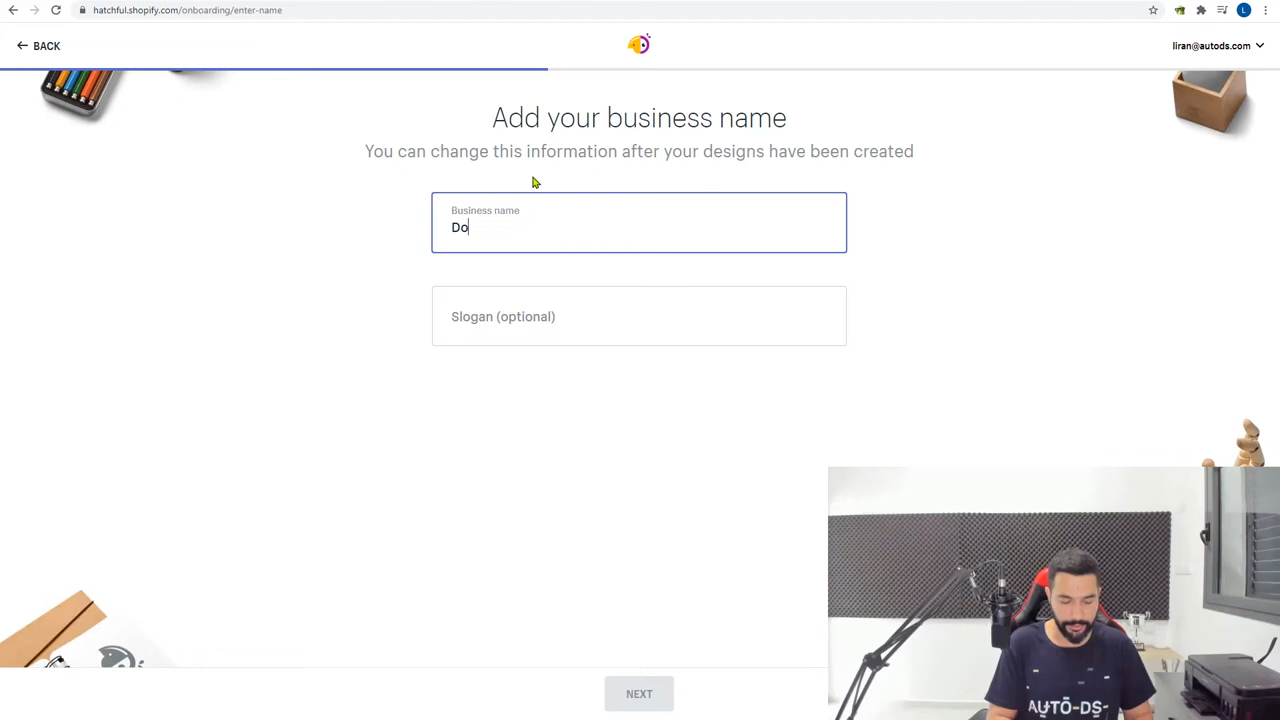 hatchful.shopify.com/onboarding/enter-name
L
BACK
liran@autods.com
Add your business name
You can change this information after your designs have been created
Business name
Do
Slogan (optional)
NEXT
AUTO-DS-